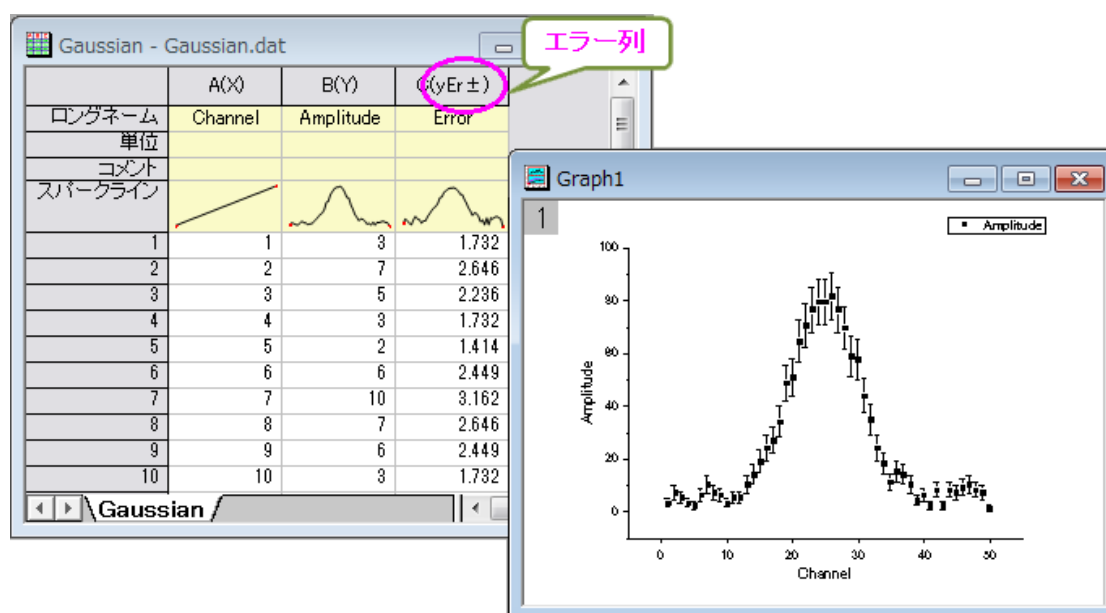 Gaussian - Gaussian.dat
エラー列
A(X) B(Y) C(yEr±)
ロングネーム Channel Amplitude Error
単位
コメント
スパークライン
1 1 3 1.732
2 2 7 2.646
3 3 5 2.236
4 4 3 1.732
5 5 2 1.414
6 6 6 2.449
7 7 10 3.162
8 8 7 2.646
9 9 6 2.449
10 10 3 1.732
Gaussian
Graph1
1
Amplitude
100
80
60
40
20
0
Amplitude
0 10 20 30 40 50
Channel